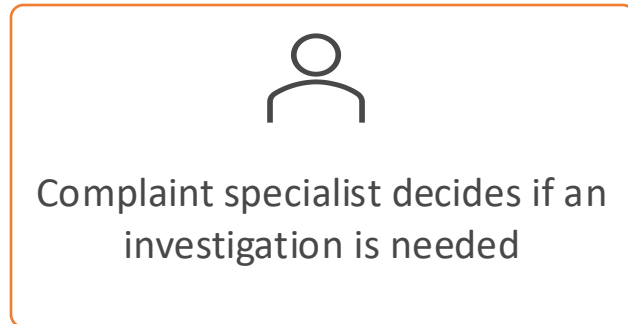 Complaint specialist decides if an
investigation is needed